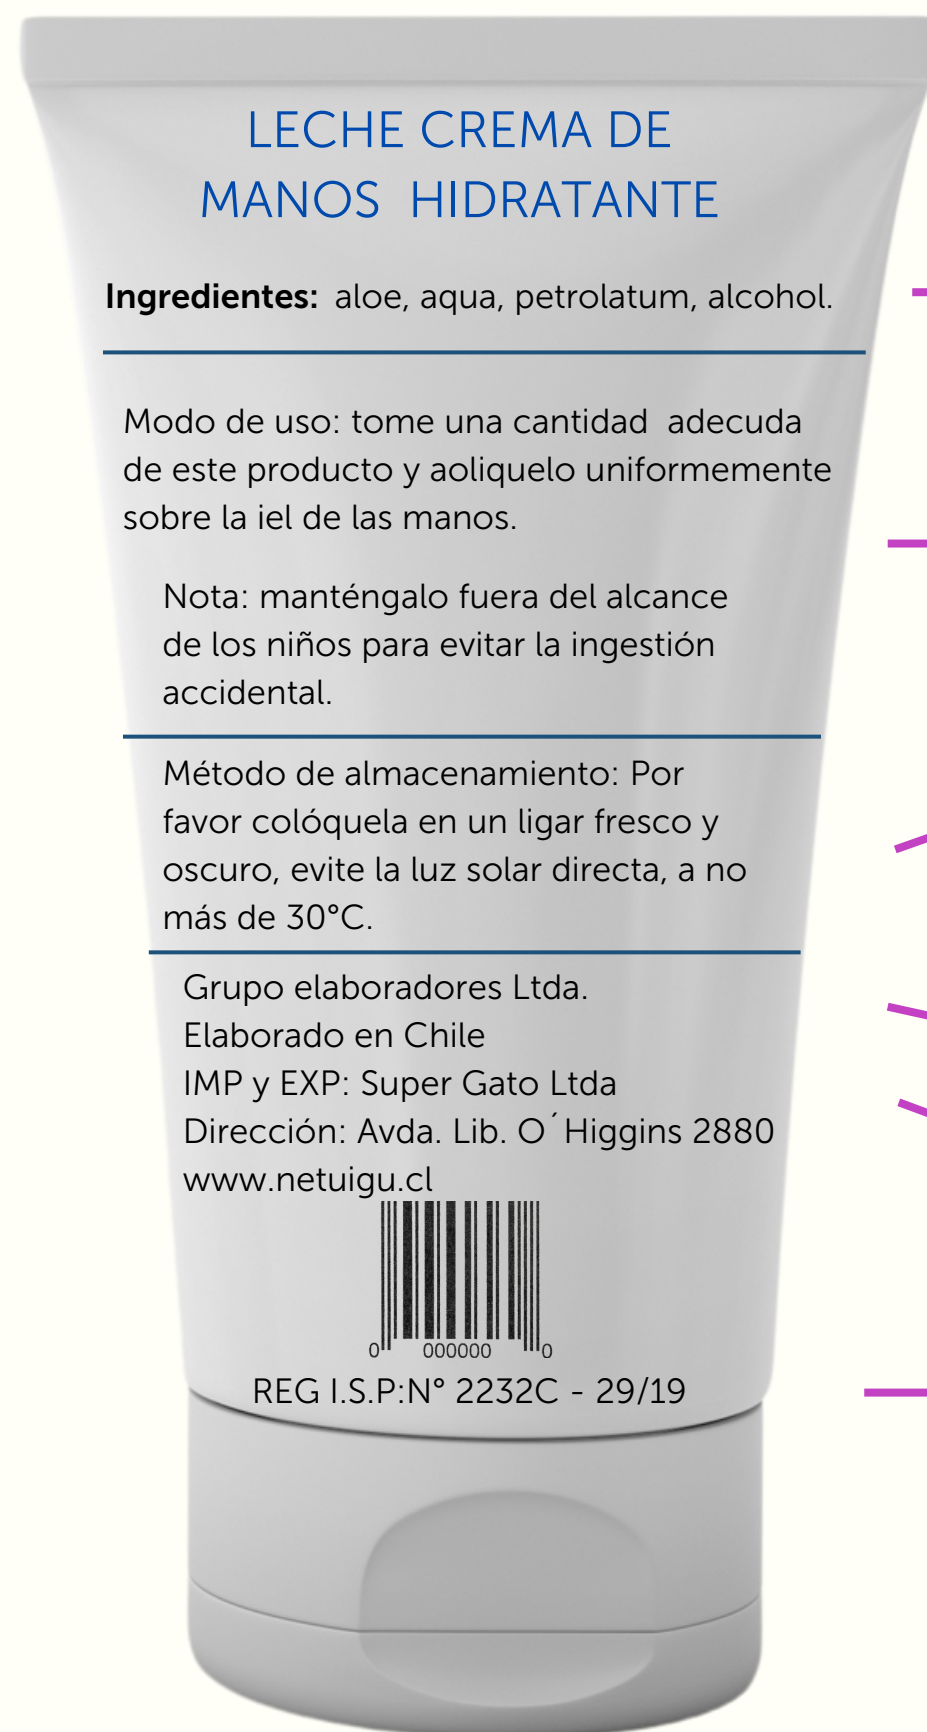 LECHE CREMA DE
MANOS HIDRATANTE
Ingredientes: aloe, aqua, petrolatum, alcohol.
Modo de uso: tome una cantidad adecuda
de este producto y aoliquelo uniformemente
sobre la iel de las manos.
Nota: manténgalo fuera del alcance
de los niños para evitar la ingestión
accidental.
Método de almacenamiento: Por
favor colóquela en un ligar fresco y
oscuro, evite la luz solar directa, a no
más de 30°C.
Grupo elaboradores Ltda.
Elaborado en Chile
IMP y EXP: Super Gato Ltda
Dirección: Avda. Lib. O´Higgins 2880
www.netuigu.cl
0 000000 0
REG I.S.P:N° 2232C - 29/19